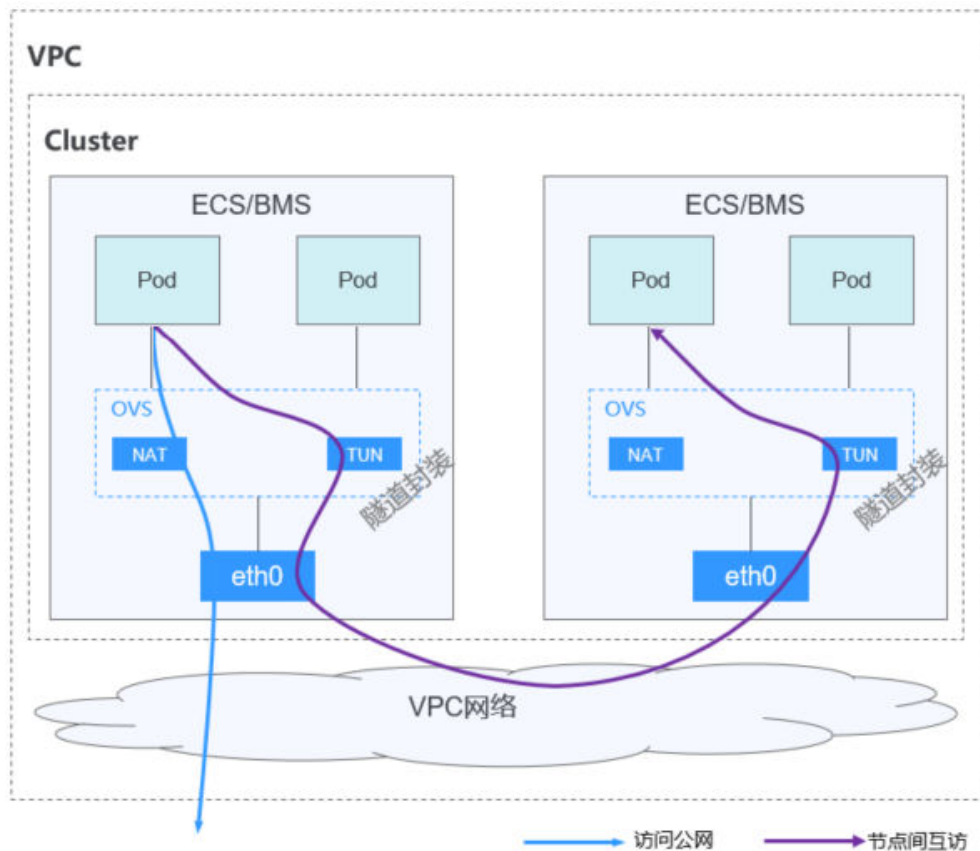 VPC
Cluster
ECS/BMS
ECS/BMS
Pod
Pod
Pod
Pod
OVS
OVS
NAT
TUN
NAT
TUN
隧道封装
隧道封装
eth0
eth0
VPC网络
访问公网
节点间互访